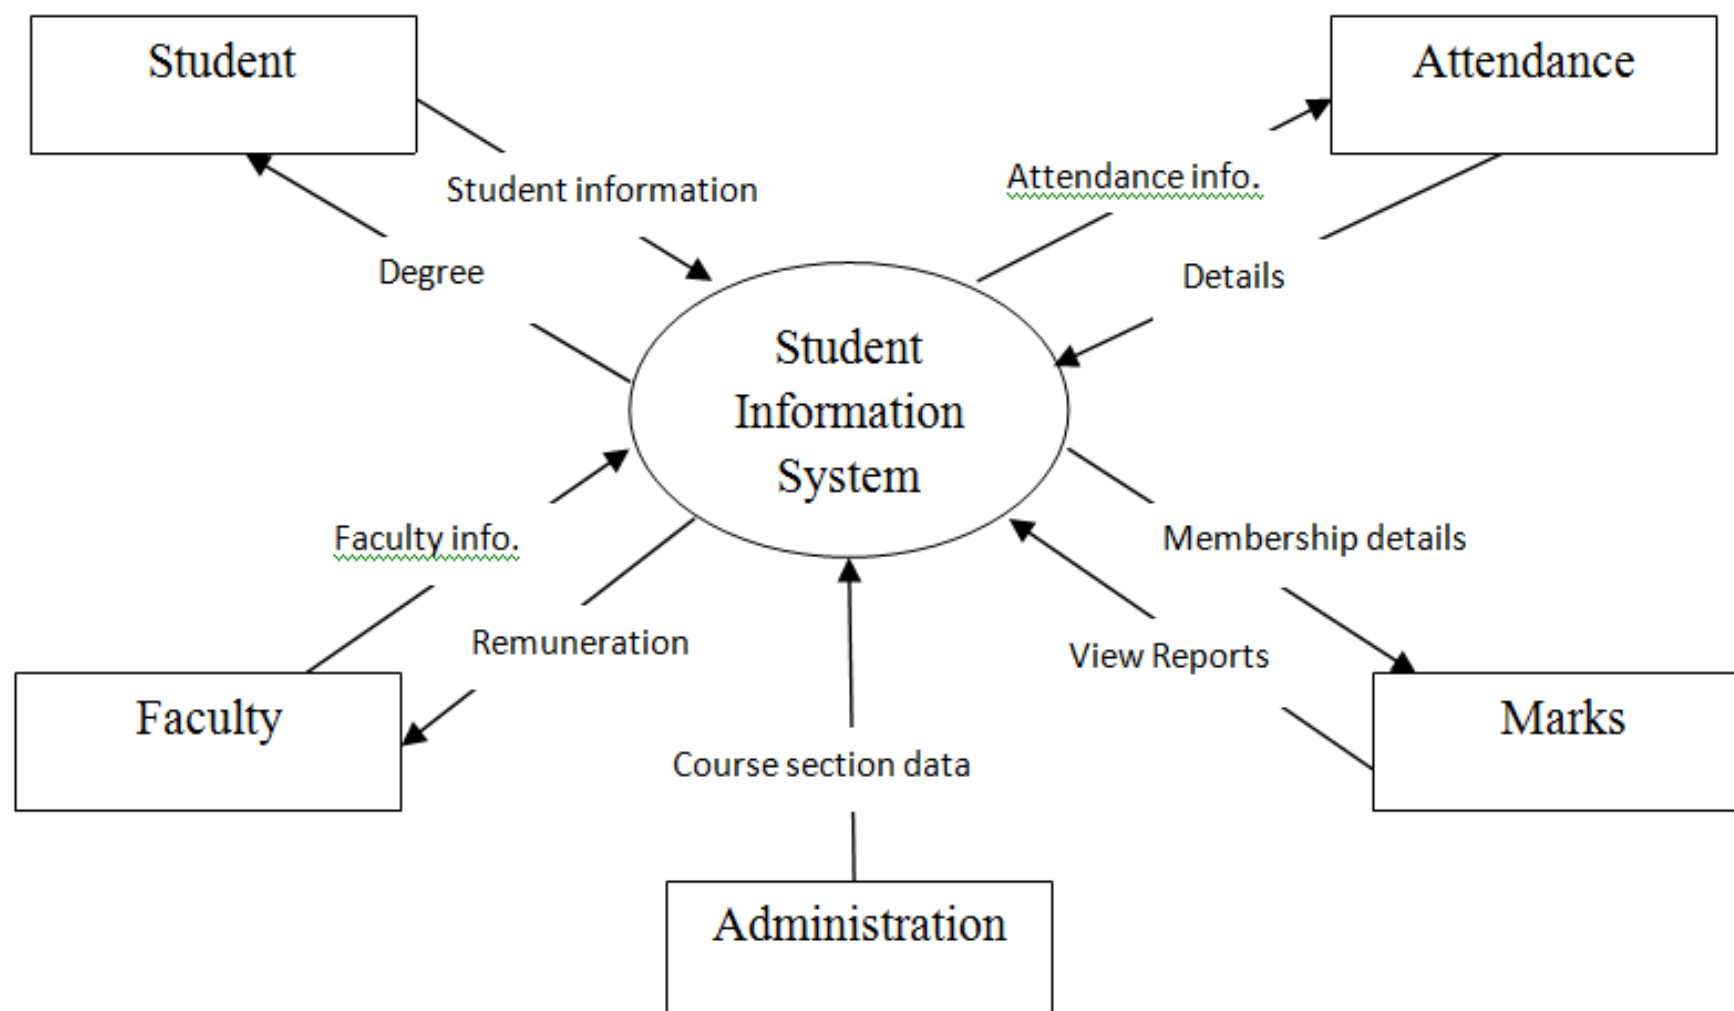 Student
Attendance
Student information
Attendance info.
Degree
Details
Student
Information
System
Faculty info.
Membership details
Remuneration
View Reports
Faculty
Marks
Course section data
Administration